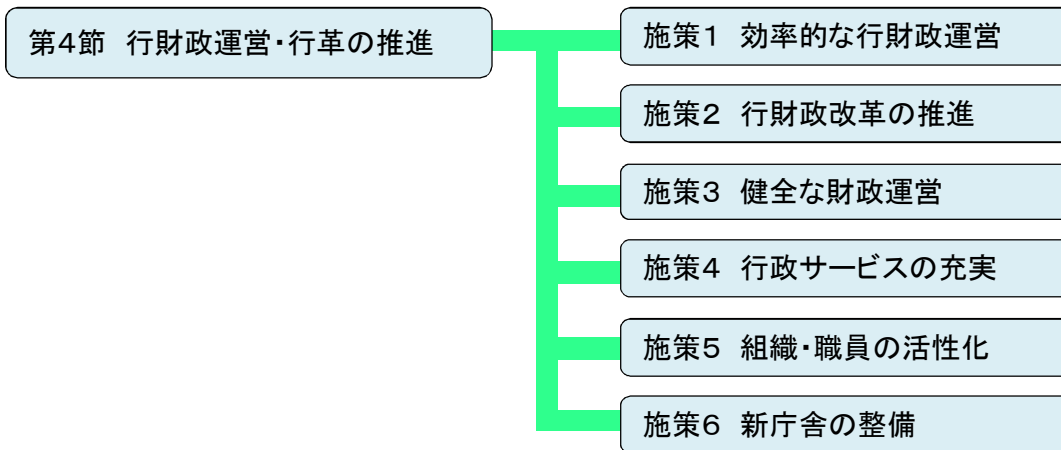 第4節 行財政運営・行革の推進
施策1 効率的な行財政運営
施策2 行財政改革の推進
施策3 健全な財政運営
施策4 行政サービスの充実
施策5 組織・職員の活性化
施策6 新庁舎の整備